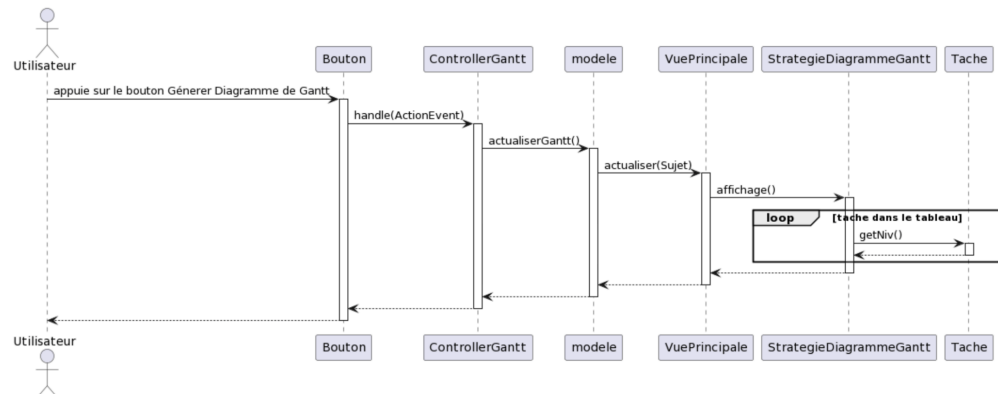 Utilisateur
Bouton
ControllerGantt
modele
VuePrincipale
StrategieDiagrammeGantt
Tache
appuie sur le bouton Génerer Diagramme de Gantt
handle(ActionEvent)
actualiserGantt()
actualiser(Sujet)
affichage()
loop
[tache dans le tableau]
getNiv()
Utilisateur
Bouton
ControllerGantt
modele
VuePrincipale
StrategieDiagrammeGantt
Tache